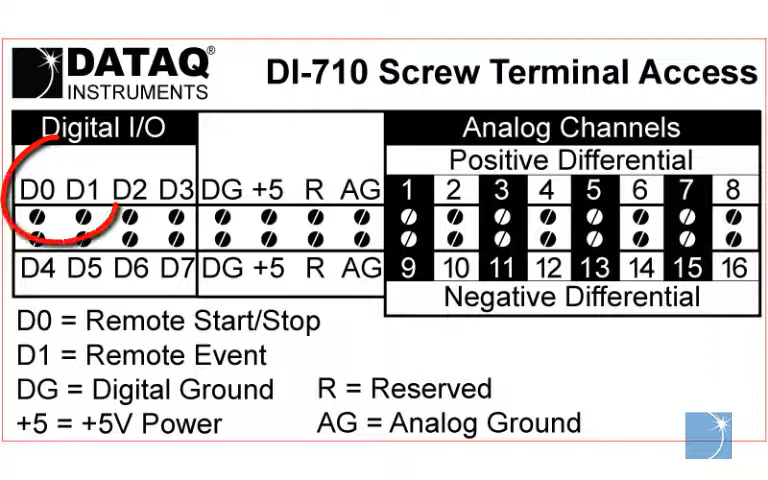 DATAQ®
INSTRUMENTS
DI-710 Screw Terminal Access
Digital I/O
Analog Channels
Positive Differential
D0 D1 D2 D3 DG +5 R AG 1 2 3 4 5 6 7 8
D4 D5 D6 D7 DG +5 R AG 9 10 11 12 13 14 15 16
Negative Differential
D0 = Remote Start/Stop
D1 = Remote Event
DG = Digital Ground R = Reserved
+5 = +5V Power AG = Analog Ground